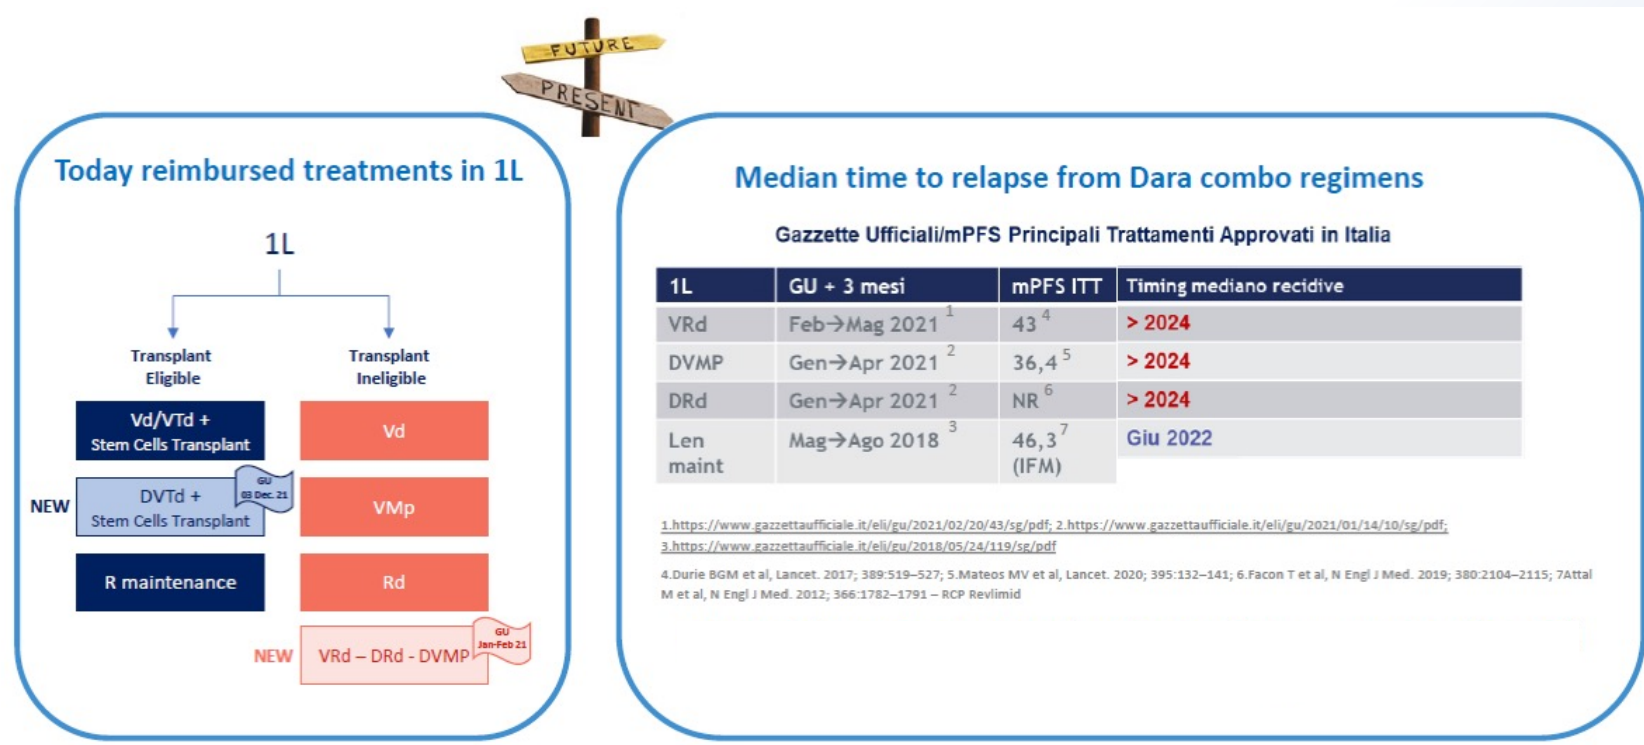 FUTURE
PRESENT
Today reimbursed treatments in 1L
1L
Transplant
Eligible
Transplant
Ineligible
Vd/VTd +
Stem Cells Transplant
Vd
NEW
DVTd +
Stem Cells Transplant
GU
03 Dec. 21
VMp
R maintenance
Rd
NEW
VRd – DRd - DVMP
GU
Jan-Feb 21
Median time to relapse from Dara combo regimens
Gazzette Ufficiali/mPFS Principali Trattamenti Approvati in Italia
1L GU + 3 mesi mPFS ITT Timing mediano recidive
VRd Feb→Mag 2021 1 43 4 > 2024
DVMP Gen→Apr 2021 2 36,4 5 > 2024
DRd Gen→Apr 2021 2 NR 6 > 2024
Len maint Mag→Ago 2018 3 46,3 7 (IFM) Giu 2022
1.https://www.gazzettaufficiale.it/eli/gu/2021/02/20/43/sg/pdf; 2.https://www.gazzettaufficiale.it/eli/gu/2021/01/14/10/sg/pdf;
3.https://www.gazzettaufficiale.it/eli/gu/2018/05/24/119/sg/pdf
4.Durie BGM et al, Lancet. 2017; 389:519–527; 5.Mateos MV et al, Lancet. 2020; 395:132–141; 6.Facon T et al, N Engl J Med. 2019; 380:2104–2115; 7Attal
M et al, N Engl J Med. 2012; 366:1782–1791 – RCP Revlimid